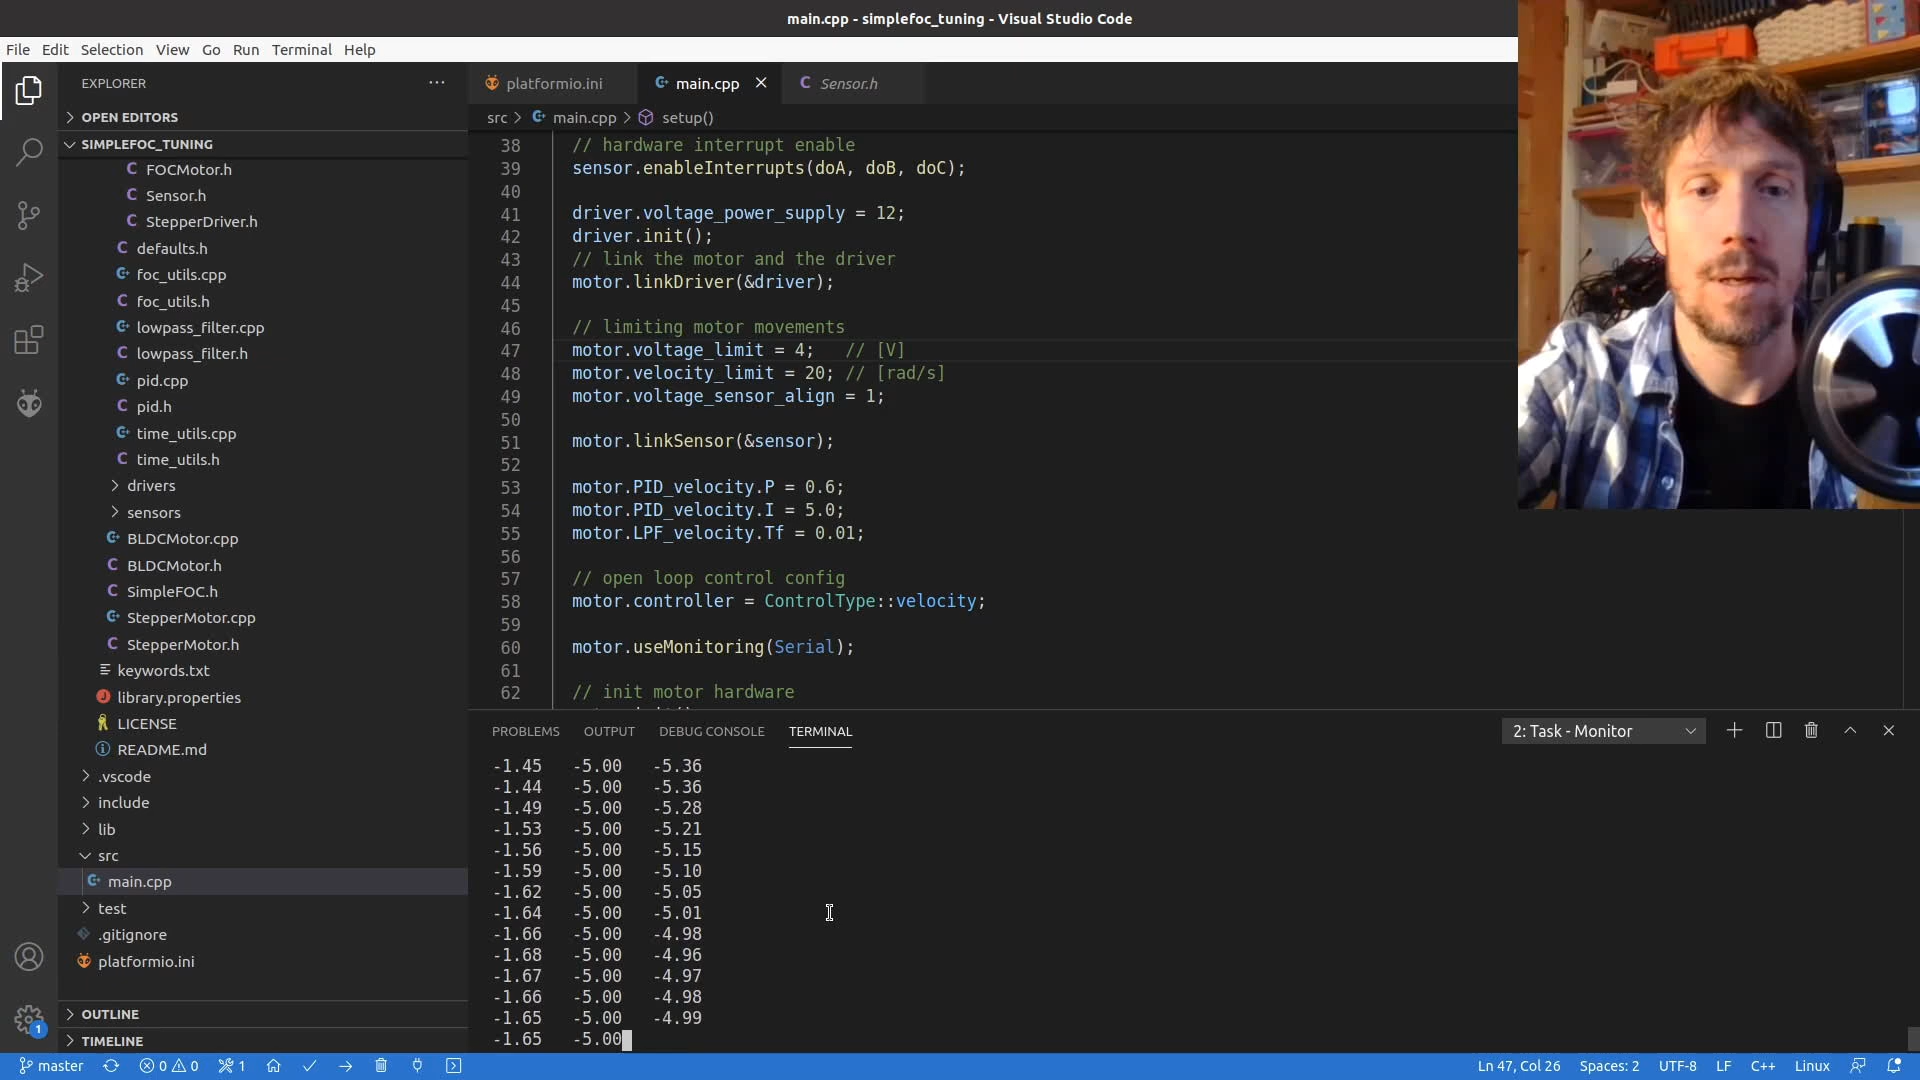 main.cpp - simplefoc_tuning - Visual Studio Code
File Edit Selection View Go Run Terminal Help
EXPLORER
OPEN EDITORS
SIMPLEFOC_TUNING
FOCMotor.h
Sensor.h
StepperDriver.h
defaults.h
foc_utils.cpp
foc_utils.h
lowpass_filter.cpp
lowpass_filter.h
pid.cpp
pid.h
time_utils.cpp
time_utils.h
drivers
sensors
BLDCMotor.cpp
BLDCMotor.h
SimpleFOC.h
StepperMotor.cpp
StepperMotor.h
keywords.txt
library.properties
LICENSE
README.md
.vscode
include
lib
src
main.cpp
test
.gitignore
platformio.ini
OUTLINE
TIMELINE
platformio.ini main.cpp Sensor.h
src > main.cpp > setup()
38 // hardware interrupt enable
39 sensor.enableInterrupts(doA, doB, doC);
40
41 driver.voltage_power_supply = 12;
42 driver.init();
43 // link the motor and the driver
44 motor.linkDriver(&driver);
45
46 // limiting motor movements
47 motor.voltage_limit = 4;   // [V]
48 motor.velocity_limit = 20; // [rad/s]
49 motor.voltage_sensor_align = 1;
50
51 motor.linkSensor(&sensor);
52
53 motor.PID_velocity.P = 0.6;
54 motor.PID_velocity.I = 5.0;
55 motor.LPF_velocity.Tf = 0.01;
56
57 // open loop control config
58 motor.controller = ControlType::velocity;
59
60 motor.useMonitoring(Serial);
61
62 // init motor hardware
PROBLEMS OUTPUT DEBUG CONSOLE TERMINAL 2: Task - Monitor
-1.45 -5.00 -5.36
-1.44 -5.00 -5.36
-1.49 -5.00 -5.28
-1.53 -5.00 -5.21
-1.56 -5.00 -5.15
-1.59 -5.00 -5.10
-1.62 -5.00 -5.05
-1.64 -5.00 -5.01
-1.66 -5.00 -4.98
-1.68 -5.00 -4.96
-1.67 -5.00 -4.97
-1.66 -5.00 -4.98
-1.65 -5.00 -4.99
-1.65 -5.00
1
master 0 0 1 Ln 47, Col 26 Spaces: 2 UTF-8 LF C++ Linux